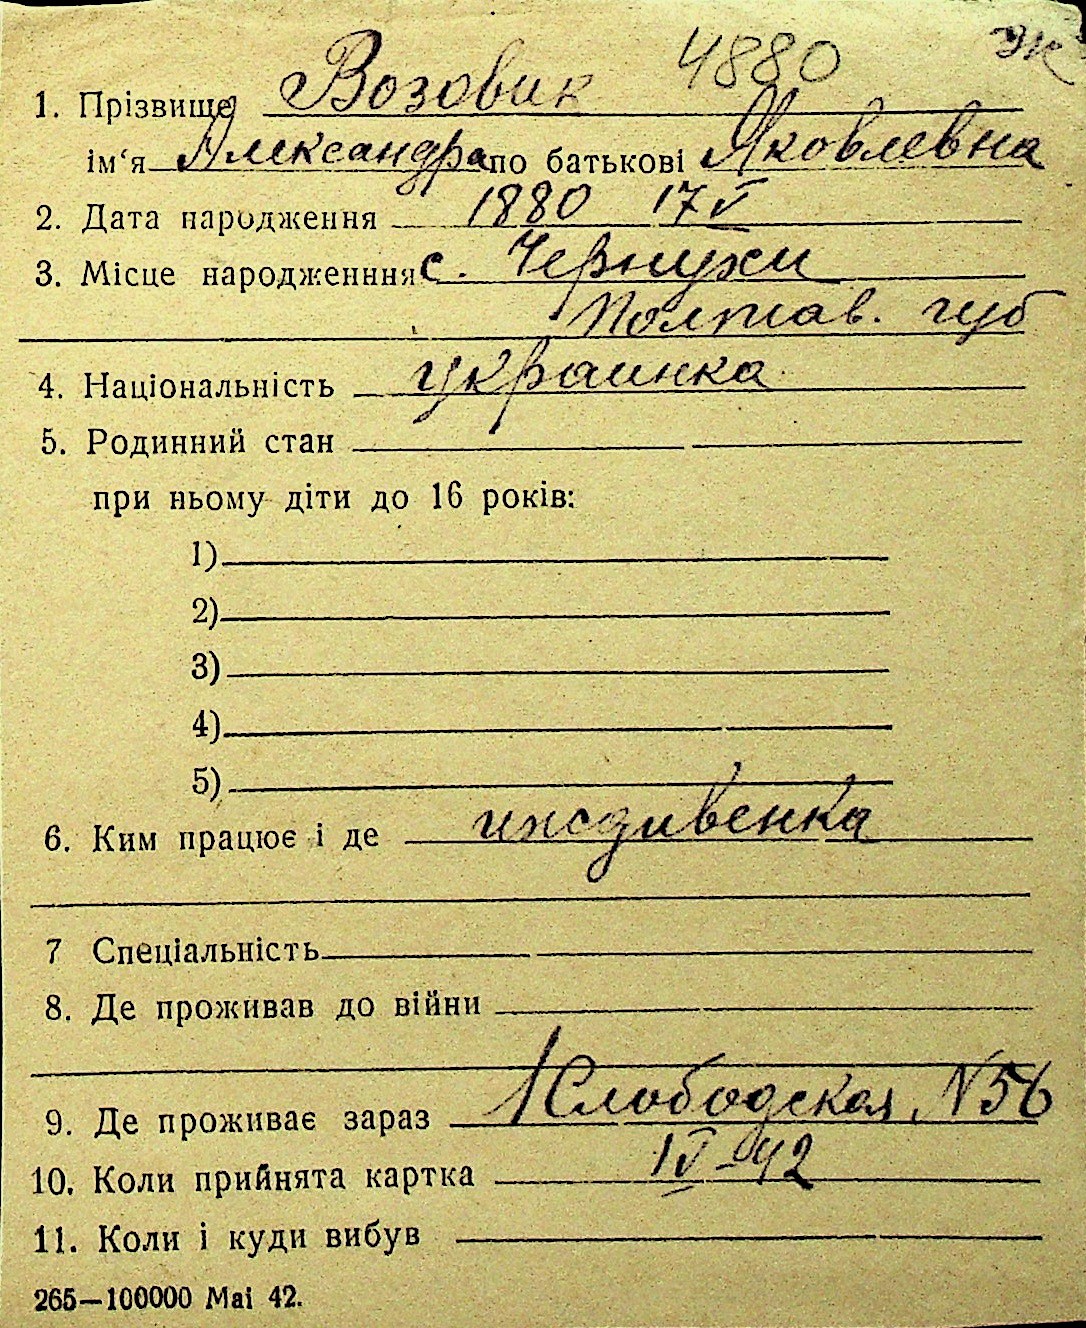 4880
1. Прізвище Возовик
ім‘я Александра по батькові Яковлевна
2. Дата народження 1880 17 V
3. Місце народженння с. Чернухи
Полтав. губ
4. Національність украинка
5. Родинний стан
при ньому діти до 16 років:
1)
2)
3)
4)
5)
6. Ким працює і де иждивенка
7 Спеціальність
8. Де проживав до війни
9. Де проживає зараз 1 Слободская N 56
10. Коли прийнята картка 1 V-42
11. Коли і куди вибув
265—100000 Mai 42.